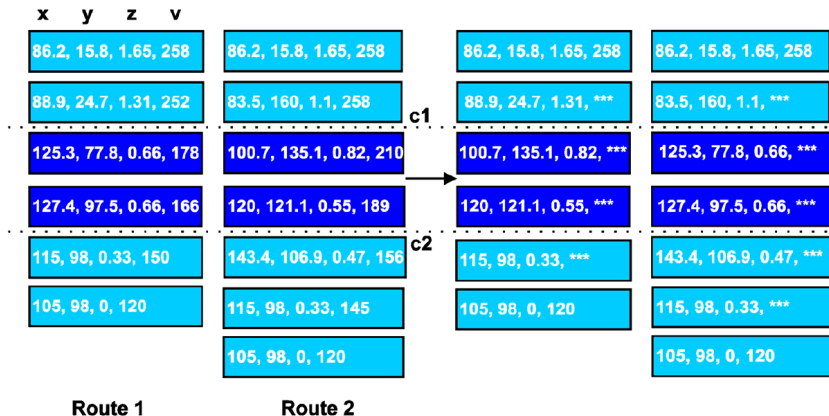 x y z v
86.2, 15.8, 1.65, 258 86.2, 15.8, 1.65, 258 86.2, 15.8, 1.65, 258 86.2, 15.8, 1.65, 258
88.9, 24.7, 1.31, 252 83.5, 160, 1.1, 258 88.9, 24.7, 1.31, *** 83.5, 160, 1.1, ***
c1
125.3, 77.8, 0.66, 178 100.7, 135.1, 0.82, 210 100.7, 135.1, 0.82, *** 125.3, 77.8, 0.66, ***
127.4, 97.5, 0.66, 166 120, 121.1, 0.55, 189 120, 121.1, 0.55, *** 127.4, 97.5, 0.66, ***
c2
115, 98, 0.33, 150 143.4, 106.9, 0.47, 156 115, 98, 0.33, *** 143.4, 106.9, 0.47, ***
105, 98, 0, 120 115, 98, 0.33, 145 105, 98, 0, 120 115, 98, 0.33, ***
105, 98, 0, 120 105, 98, 0, 120
Route 1 Route 2